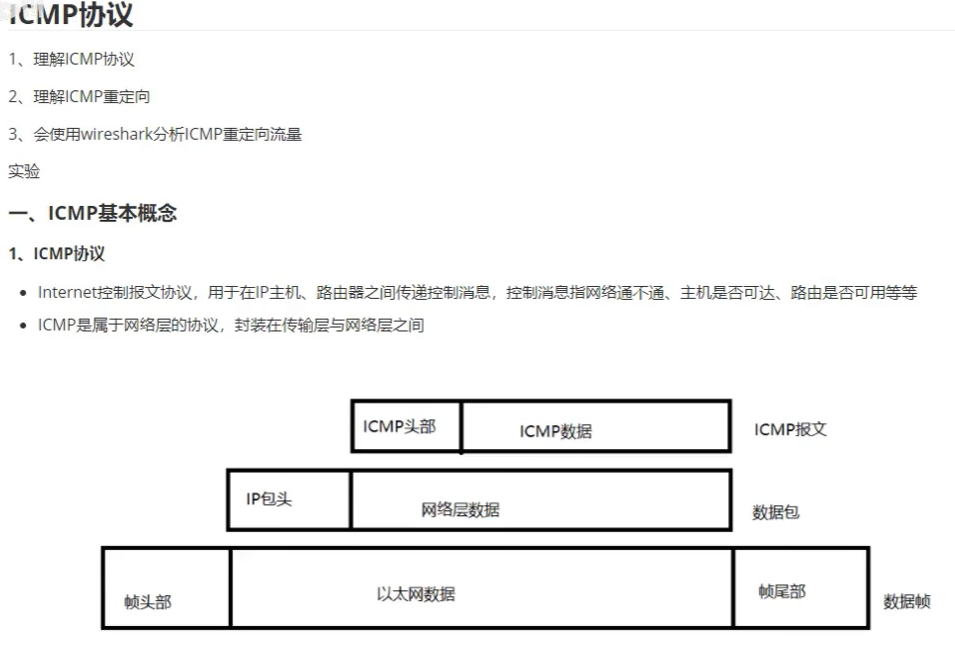 ICMP协议
1、理解ICMP协议
2、理解ICMP重定向
3、会使用wireshark分析ICMP重定向流量
实验
一、ICMP基本概念
1、ICMP协议
Internet控制报文协议，用于在IP主机、路由器之间传递控制消息，控制消息指网络通不通、主机是否可达、路由是否可用等等
ICMP是属于网络层的协议，封装在传输层与网络层之间
ICMP头部 ICMP数据 ICMP报文
IP包头 网络层数据 数据包
帧头部 以太网数据 帧尾部 数据帧